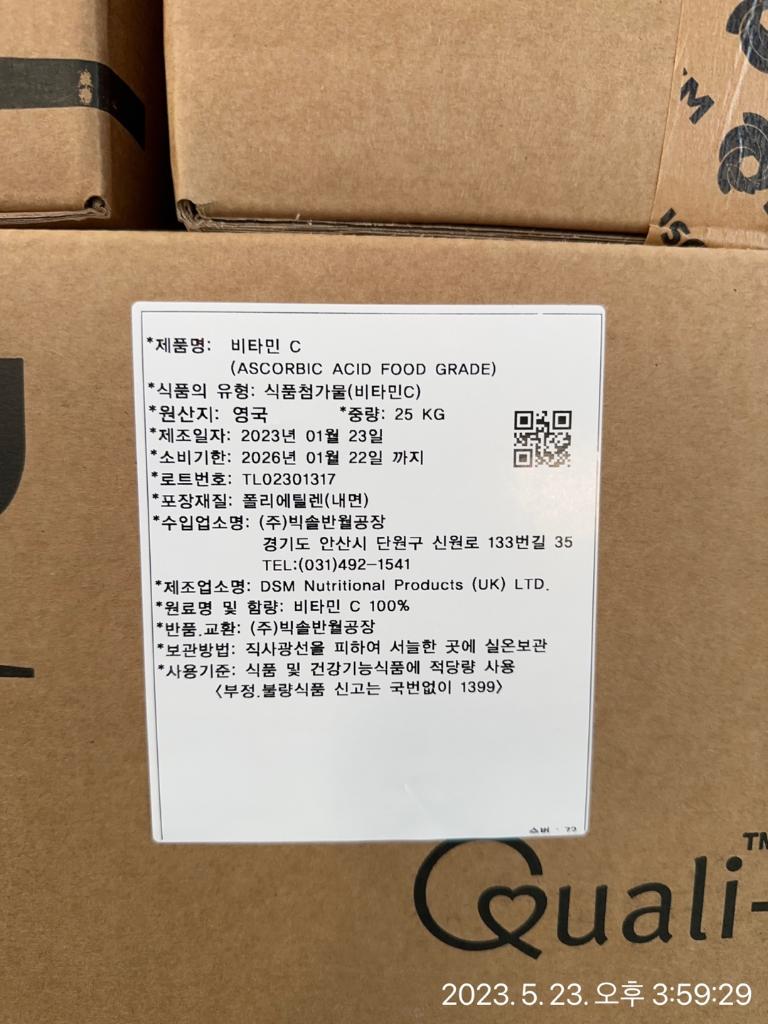 *제품명: 비타민 C
(ASCORBIC ACID FOOD GRADE)
*식품의 유형: 식품첨가물(비타민C)
*원산지: 영국 *중량: 25 KG
*제조일자: 2023년 01월 23일
*소비기한: 2026년 01월 22일 까지
*로트번호: TL02301317
*포장재질: 폴리에틸렌(내면)
*수입업소명: (주)빅솔반월공장
경기도 안산시 단원구 신원로 133번길 35
TEL:(031)492-1541
*제조업소명: DSM Nutritional Products (UK) LTD.
*원료명 및 함량: 비타민 C 100%
*반품.교환: (주)빅솔반월공장
*보관방법: 직사광선을 피하여 서늘한 곳에 실온보관
*사용기준: 식품 및 건강기능식품에 적당량 사용
<부정.불량식품 신고는 국번없이 1399>
Quali-
TM
2023. 5. 23. 오후 3:59:29